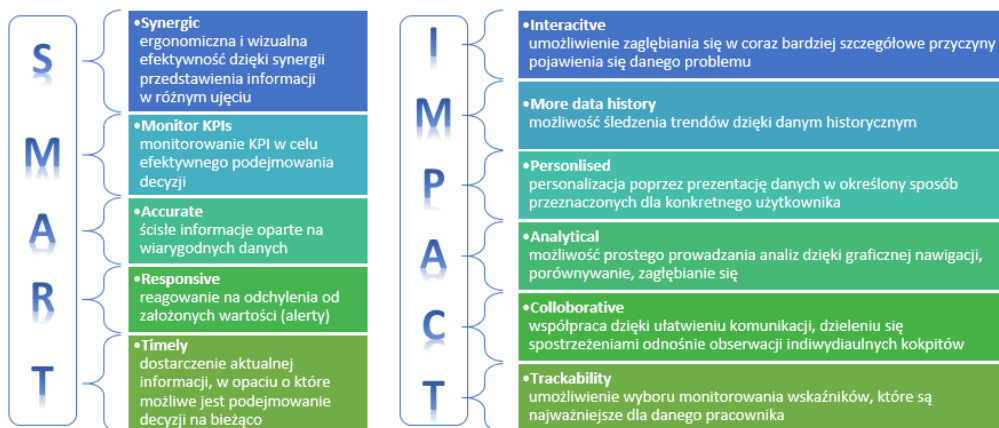 S
M
A
R
T
•Synergic
ergonomiczna i wizualna
efektywność dzięki synergii
przedstawienia informacji
w różnym ujęciu
•Monitor KPIs
monitorowanie KPI w celu
efektywnego podejmowania
decyzji
•Accurate
ścisłe informacje oparte na
wiarygodnych danych
•Responsive
reagowanie na odchylenia od
założonych wartości (alerty)
•Timely
dostarczenie aktualnej
informacji, w opaciu o które
możliwe jest podejmowanie
decyzji na bieżąco
I
M
P
A
C
T
•Interacitve
umożliwienie zagłębiania się w coraz bardziej szczegółowe przyczyny
pojawienia się danego problemu
•More data history
możliwość śledzenia trendów dzięki danym historycznym
•Personlised
personalizacja poprzez prezentację danych w określony sposób
przeznaczonych dla konkretnego użytkownika
•Analytical
możliwość prostego prowadzania analiz dzięki graficznej nawigacji,
porównywanie, zagłębianie się
•Colloborative
współpraca dzięki ułatwieniu komunikacji, dzieleniu się
spostrzeżeniami odnośnie obserwacji indiwydiaulnych kokpitów
•Trackability
umożliwienie wyboru monitorowania wskaźników, które są
najważniejsze dla danego pracownika